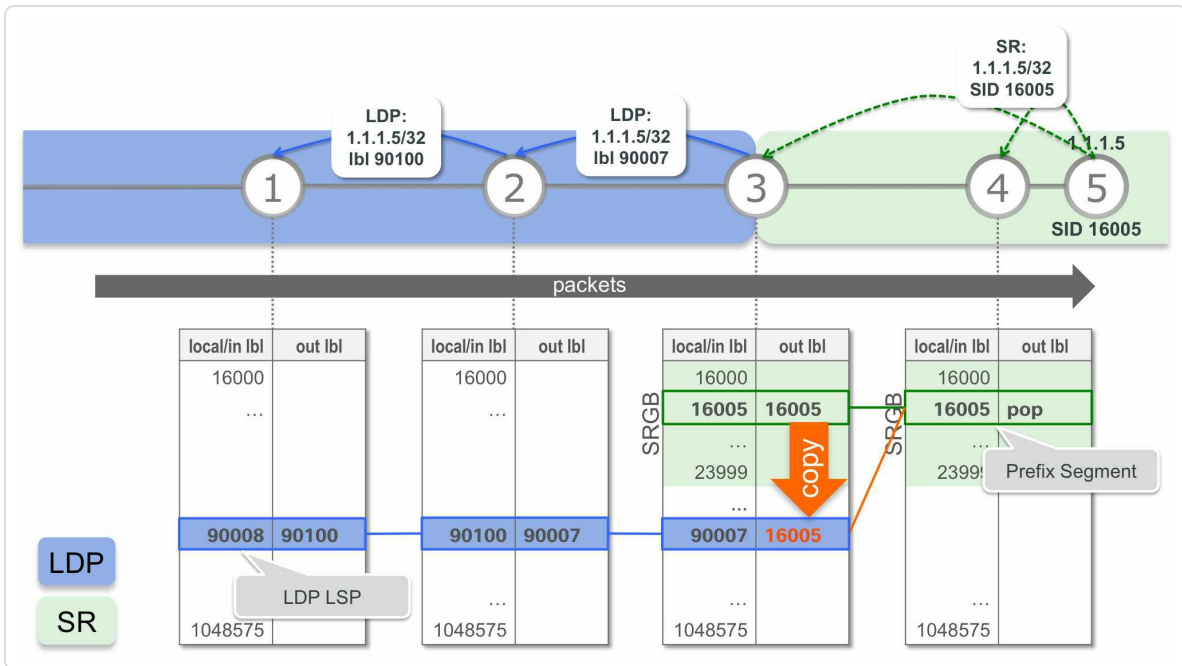 SR:
1.1.1.5/32
SID 16005
LDP:
1.1.1.5/32
lbl 90100
LDP:
1.1.1.5/32
lbl 90007
1.1.1.5
1
2
3
4
5
SID 16005
packets
local/in lbl out lbl
16000
...
90008 90100
LDP LSP
1048575
local/in lbl out lbl
16000
...
90100 90007
...
1048575
SRGB
local/in lbl out lbl
16000
16005 16005
...
copy
23999
...
90007 16005
...
1048575
SRGB
local/in lbl out lbl
16000
16005 pop
...
Prefix Segment
23999
...
...
1048575
LDP
SR